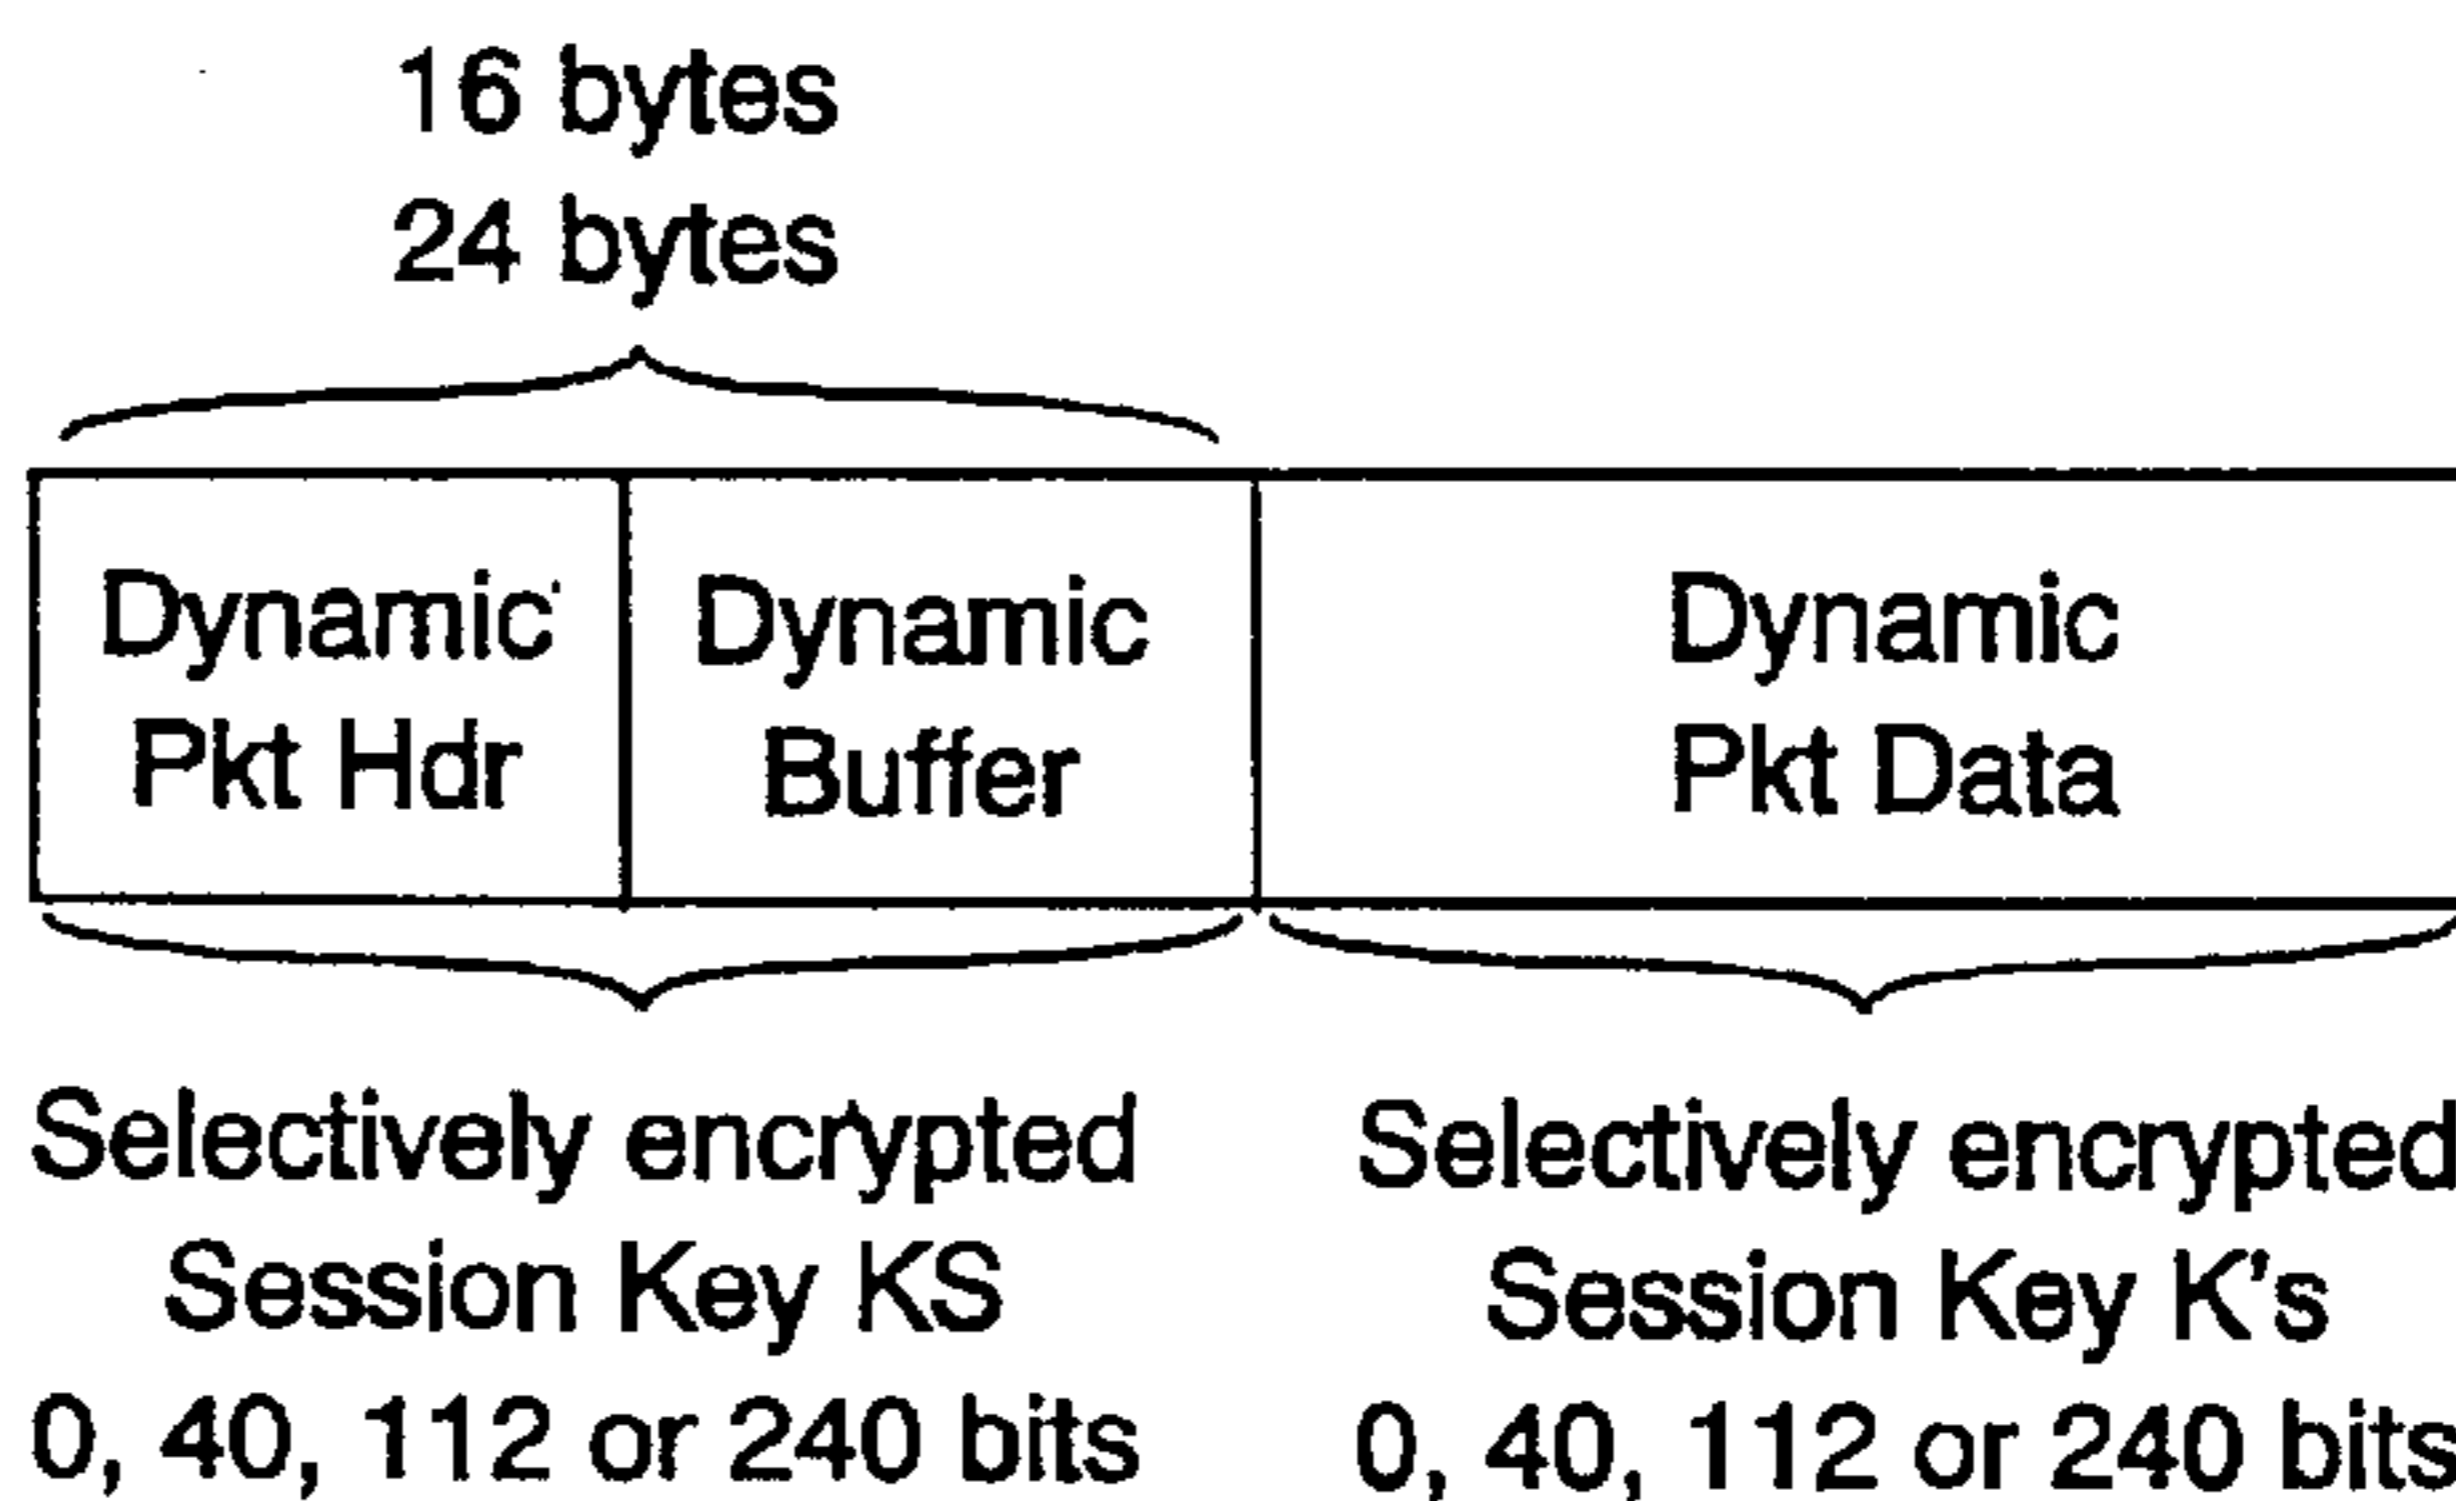 16 bytes
24 bytes
Dynamic
Pkt Hdr
Dynamic
Buffer
Dynamic
Pkt Data
Selectively encrypted
Session Key KS
0, 40, 112 or 240 bits
Selectively encrypted
Session Key K's
0, 40, 112 or 240 bits